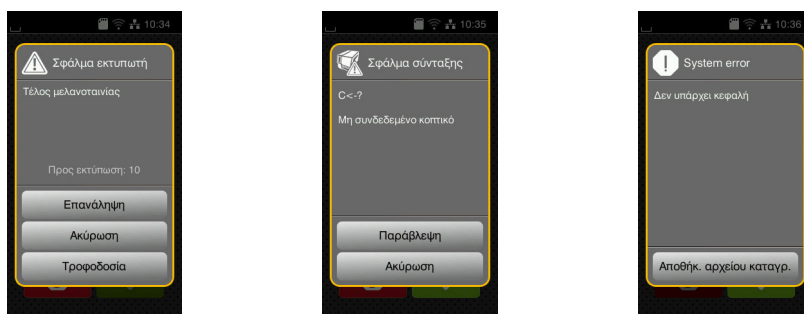 10:34
Σφάλμα εκτυπωτή
Τέλος μελανοταινίας
Προς εκτύπωση: 10
Επανάληψη
Ακύρωση
Τροφοδοσία
10:35
Σφάλμα σύνταξης
C<-?
Μη συνδεδεμένο κοπτικό
Παράβλεψη
Ακύρωση
10:36
System error
Δεν υπάρχει κεφαλή
Αποθήκ. αρχείου καταγρ.